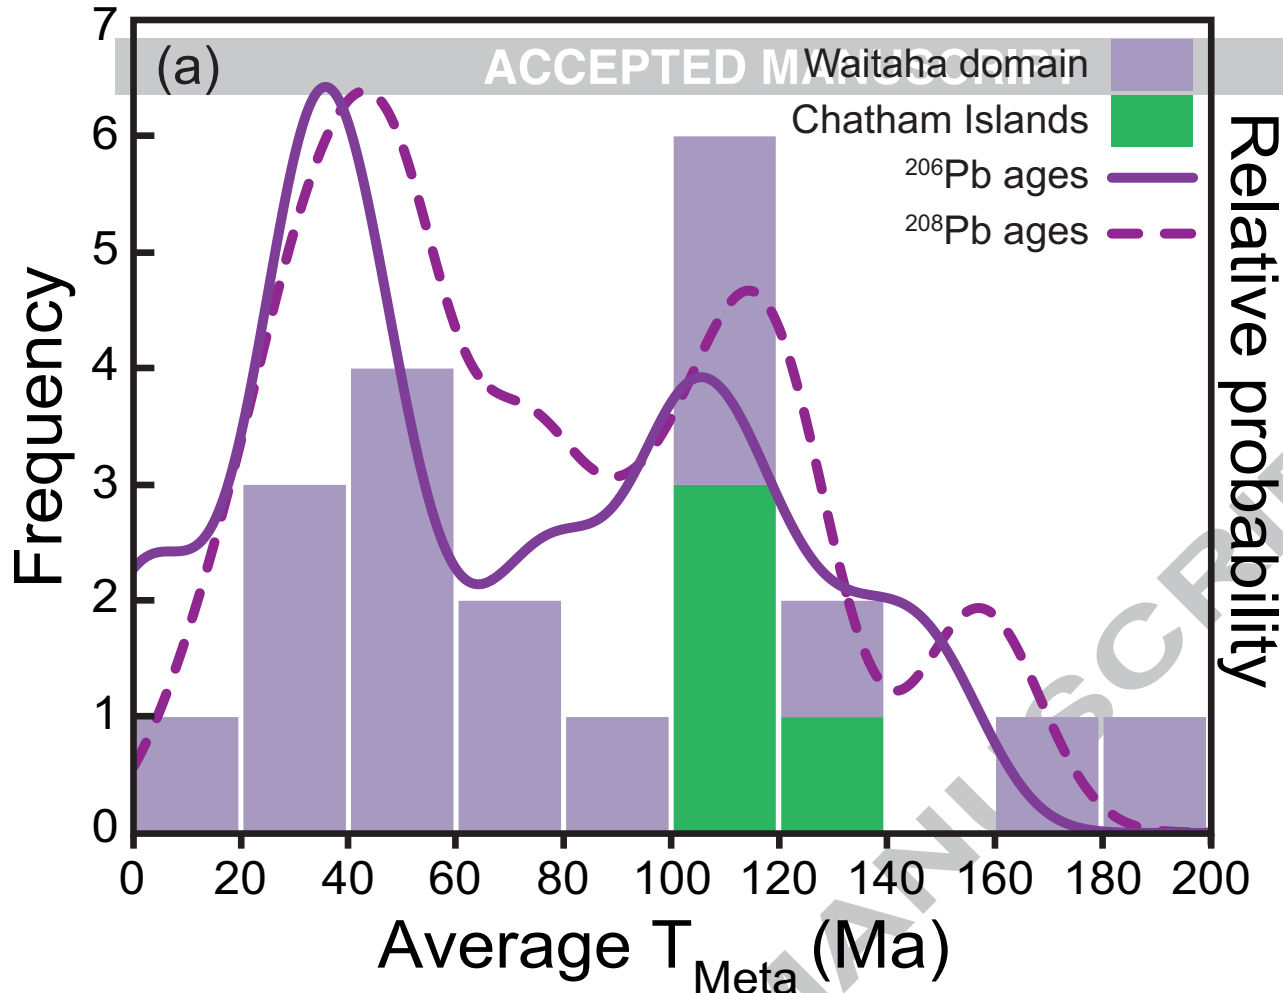 7
(a)
ACCEPTED MANUSCRIPT
Waitaha domain
Chatham Islands
²⁰⁶Pb ages
²⁰⁸Pb ages
6
5
4
3
2
1
0
Frequency
Relative probability
0 20 40 60 80 100 120 140 160 180 200
Average T_Meta (Ma)